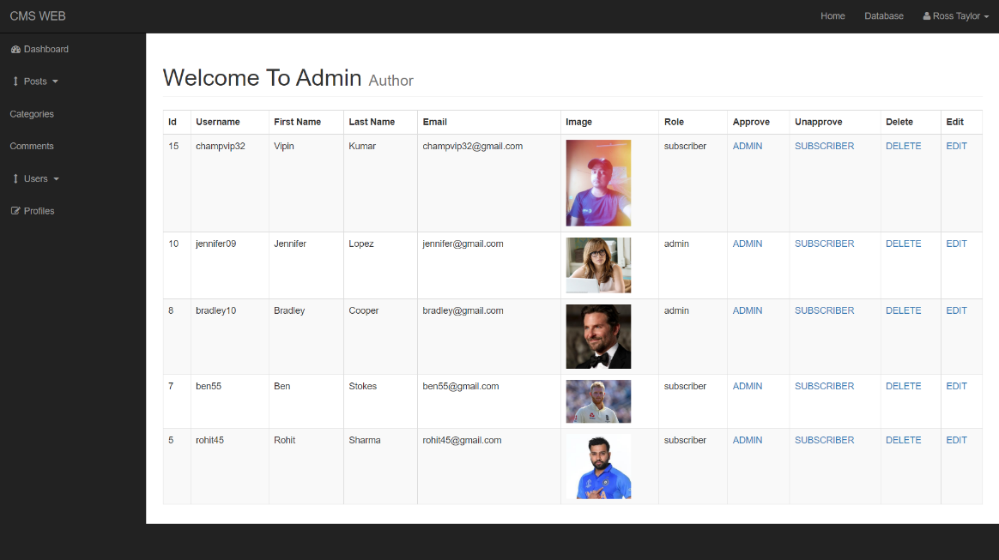 CMS WEB
Home Database Ross Taylor
Dashboard
Posts
Categories
Comments
Users
Profiles
Welcome To Admin Author
Id Username First Name Last Name Email Image Role Approve Unapprove Delete Edit
15 champvip32 Vipin Kumar champvip32@gmail.com subscriber ADMIN SUBSCRIBER DELETE EDIT
10 jennifer09 Jennifer Lopez jennifer@gmail.com admin ADMIN SUBSCRIBER DELETE EDIT
8 bradley10 Bradley Cooper bradley@gmail.com admin ADMIN SUBSCRIBER DELETE EDIT
7 ben55 Ben Stokes ben55@gmail.com subscriber ADMIN SUBSCRIBER DELETE EDIT
5 rohit45 Rohit Sharma rohit45@gmail.com subscriber ADMIN SUBSCRIBER DELETE EDIT